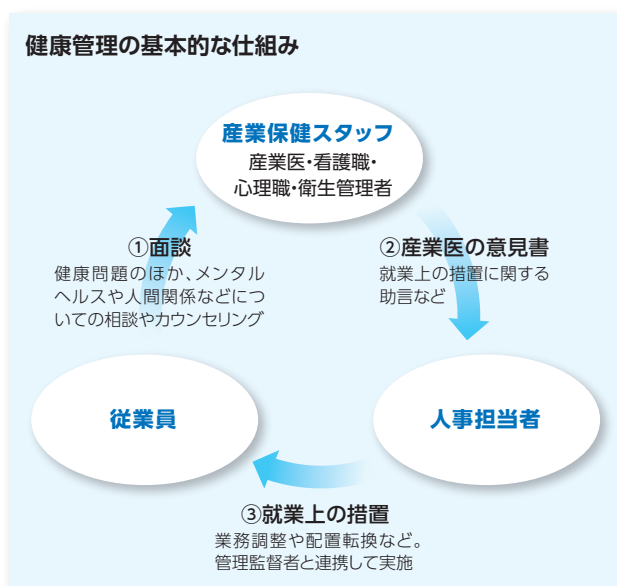 健康管理の基本的な仕組み
産業保健スタッフ
産業医・看護職・
心理職・衛生管理者
①面談
健康問題のほか、メンタル
ヘルスや人間関係などにつ
いての相談やカウンセリング
②産業医の意見書
就業上の措置に関する
助言など
従業員
人事担当者
③就業上の措置
業務調整や配置転換など。
管理監督者と連携して実施